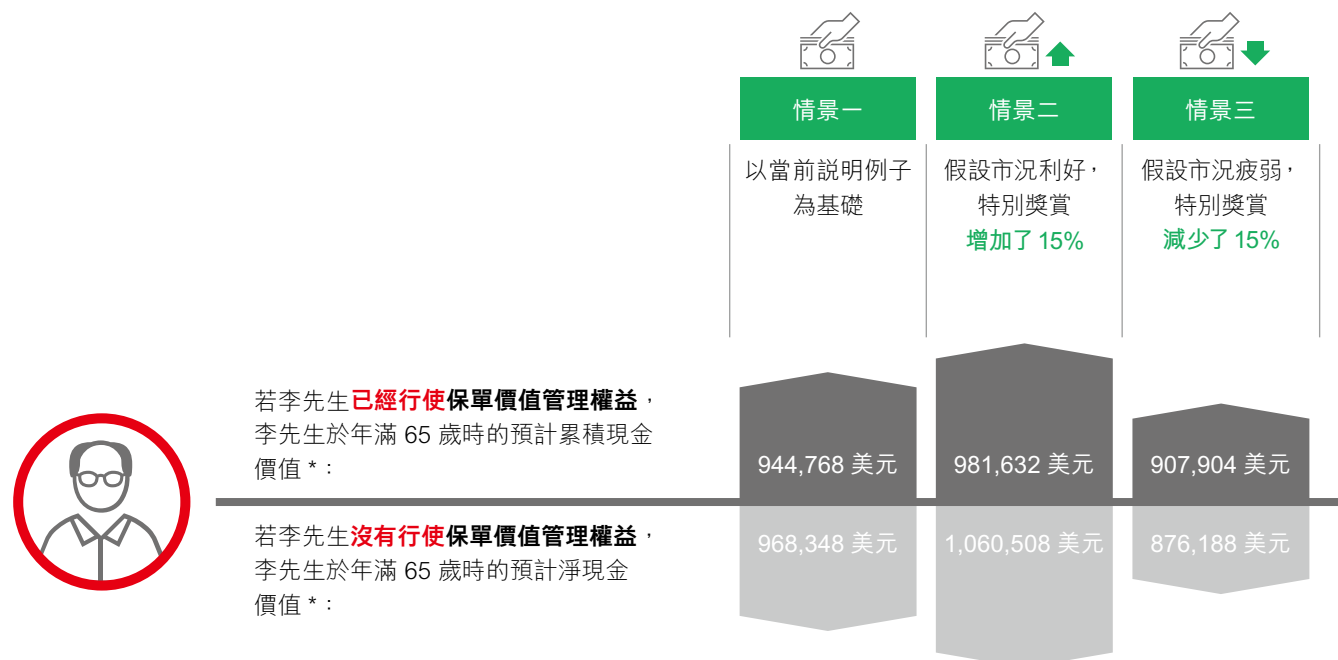 情景一
情景二
情景三
以當前説明例子
為基礎
假設市況利好，
特別獎賞
增加了 15%
假設市況疲弱，
特別獎賞
減少了 15%
若李先生已經行使保單價值管理權益，
李先生於年滿 65 歲時的預計累積現金
價值 *：
944,768 美元
981,632 美元
907,904 美元
若李先生沒有行使保單價值管理權益，
李先生於年滿 65 歲時的預計淨現金
價值 *：
968,348 美元
1,060,508 美元
876,188 美元